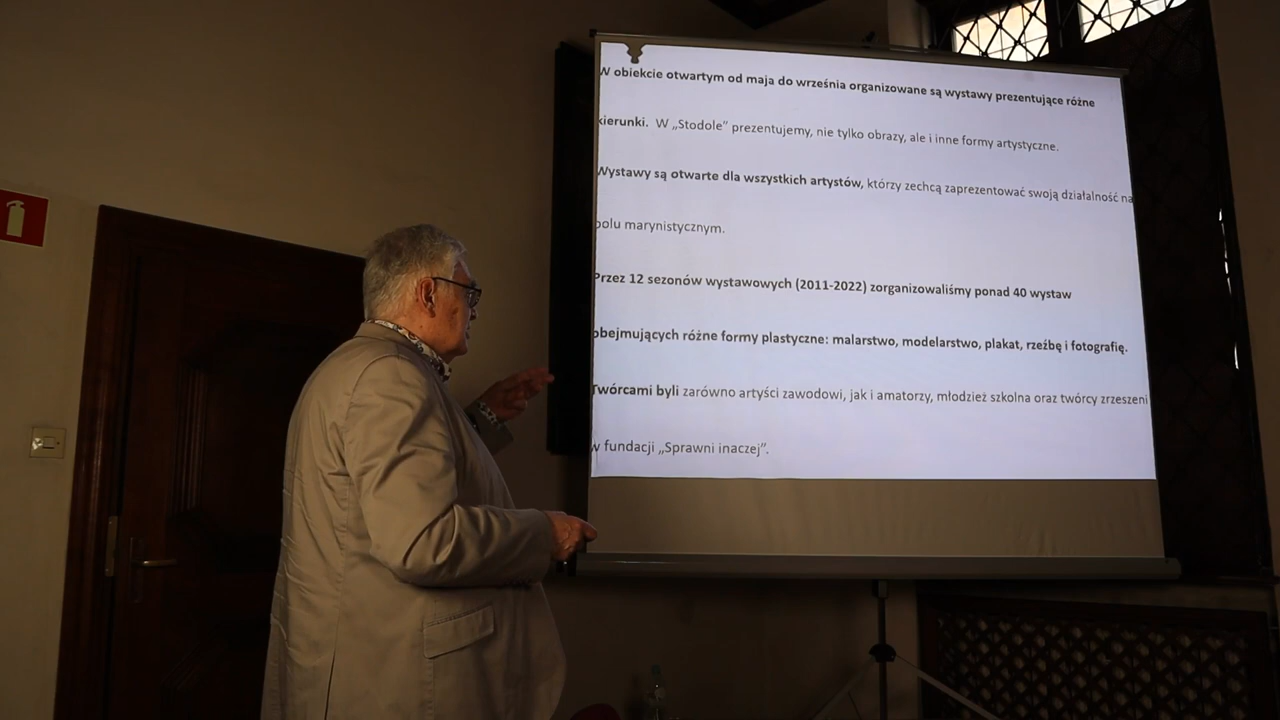 W obiekcie otwartym od maja do września organizowane są wystawy prezentujące różne
kierunki. W „Stodole” prezentujemy, nie tylko obrazy, ale i inne formy artystyczne.
Wystawy są otwarte dla wszystkich artystów, którzy zechcą zaprezentować swoją działalność na
polu marynistycznym.
Przez 12 sezonów wystawowych (2011-2022) zorganizowaliśmy ponad 40 wystaw
obejmujących różne formy plastyczne: malarstwo, modelarstwo, plakat, rzeźbę i fotografię.
Twórcami byli zarówno artyści zawodowi, jak i amatorzy, młodzież szkolna oraz twórcy zrzeszeni
w fundacji „Sprawni inaczej”.